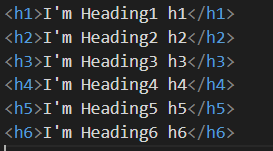 <h1>I'm Heading1 h1</h1>
<h2>I'm Heading2 h2</h2>
<h3>I'm Heading3 h3</h3>
<h4>I'm Heading4 h4</h4>
<h5>I'm Heading5 h5</h5>
<h6>I'm Heading6 h6</h6>